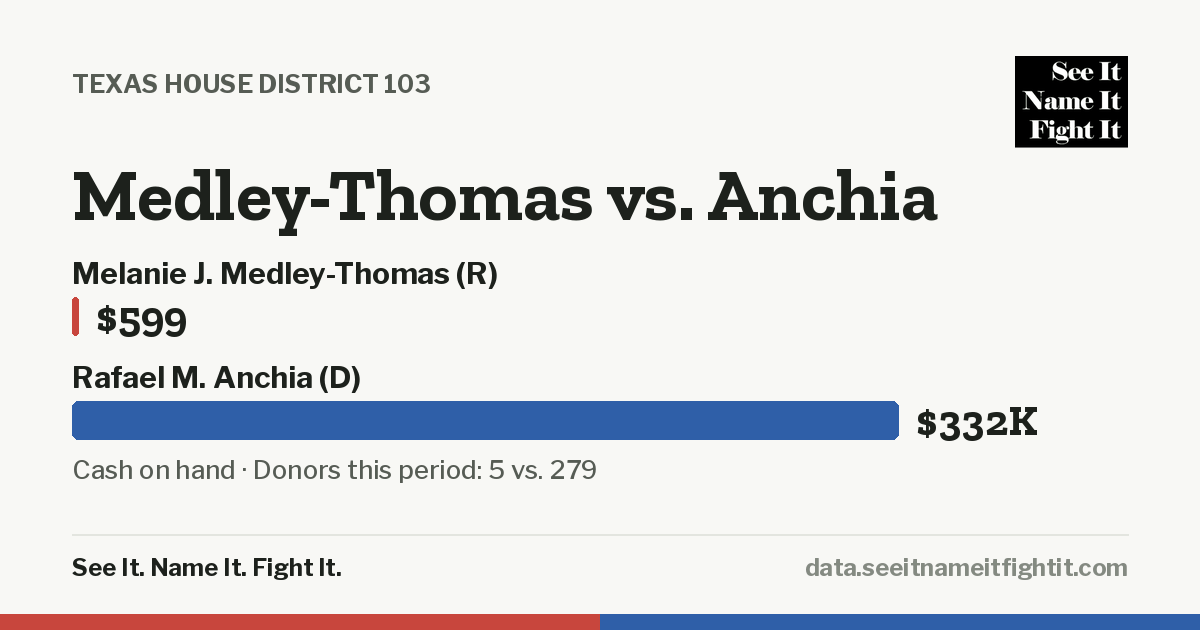 TEXAS HOUSE DISTRICT 103
See It
Name It
Fight It
Medley-Thomas vs. Anchia
Melanie J. Medley-Thomas (R)
$599
Rafael M. Anchia (D)
$332K
Cash on hand · Donors this period: 5 vs. 279
See It. Name It. Fight It.
data.seeitnameitfightit.com